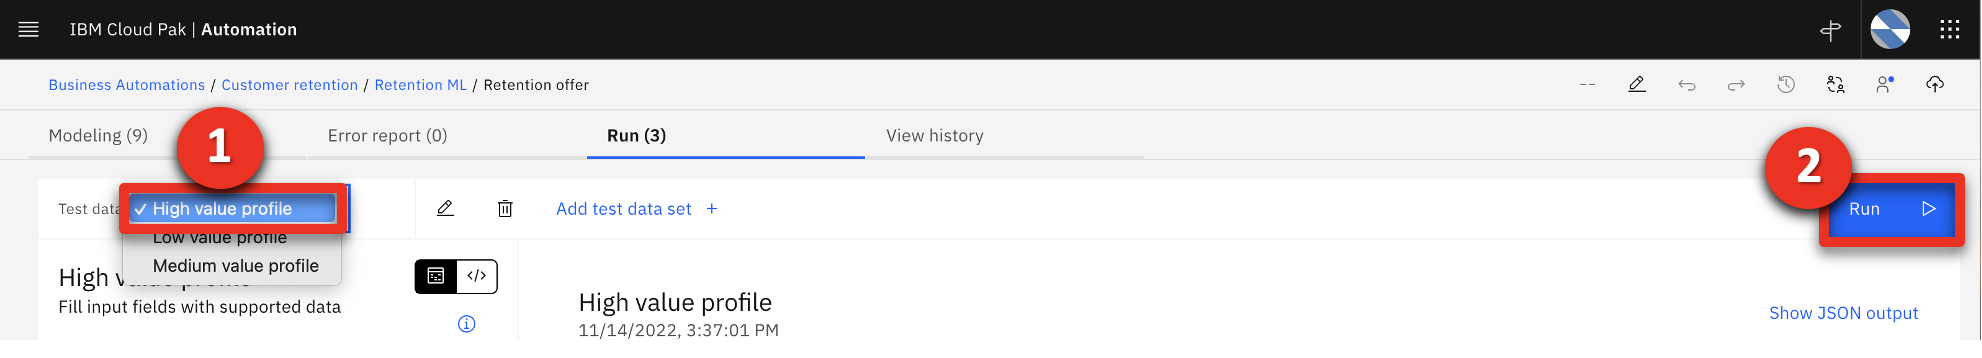 IBM Cloud Pak | Automation
Business Automations / Customer retention / Retention ML / Retention offer
--
Modeling (9)
Error report (0)
Run (3)
View history
1
2
Test data
✓ High value profile
Low value profile
Medium value profile
Add test data set +
Run
High v
</>
Fill input fields with supported data
High value profile
11/14/2022, 3:37:01 PM
Show JSON output